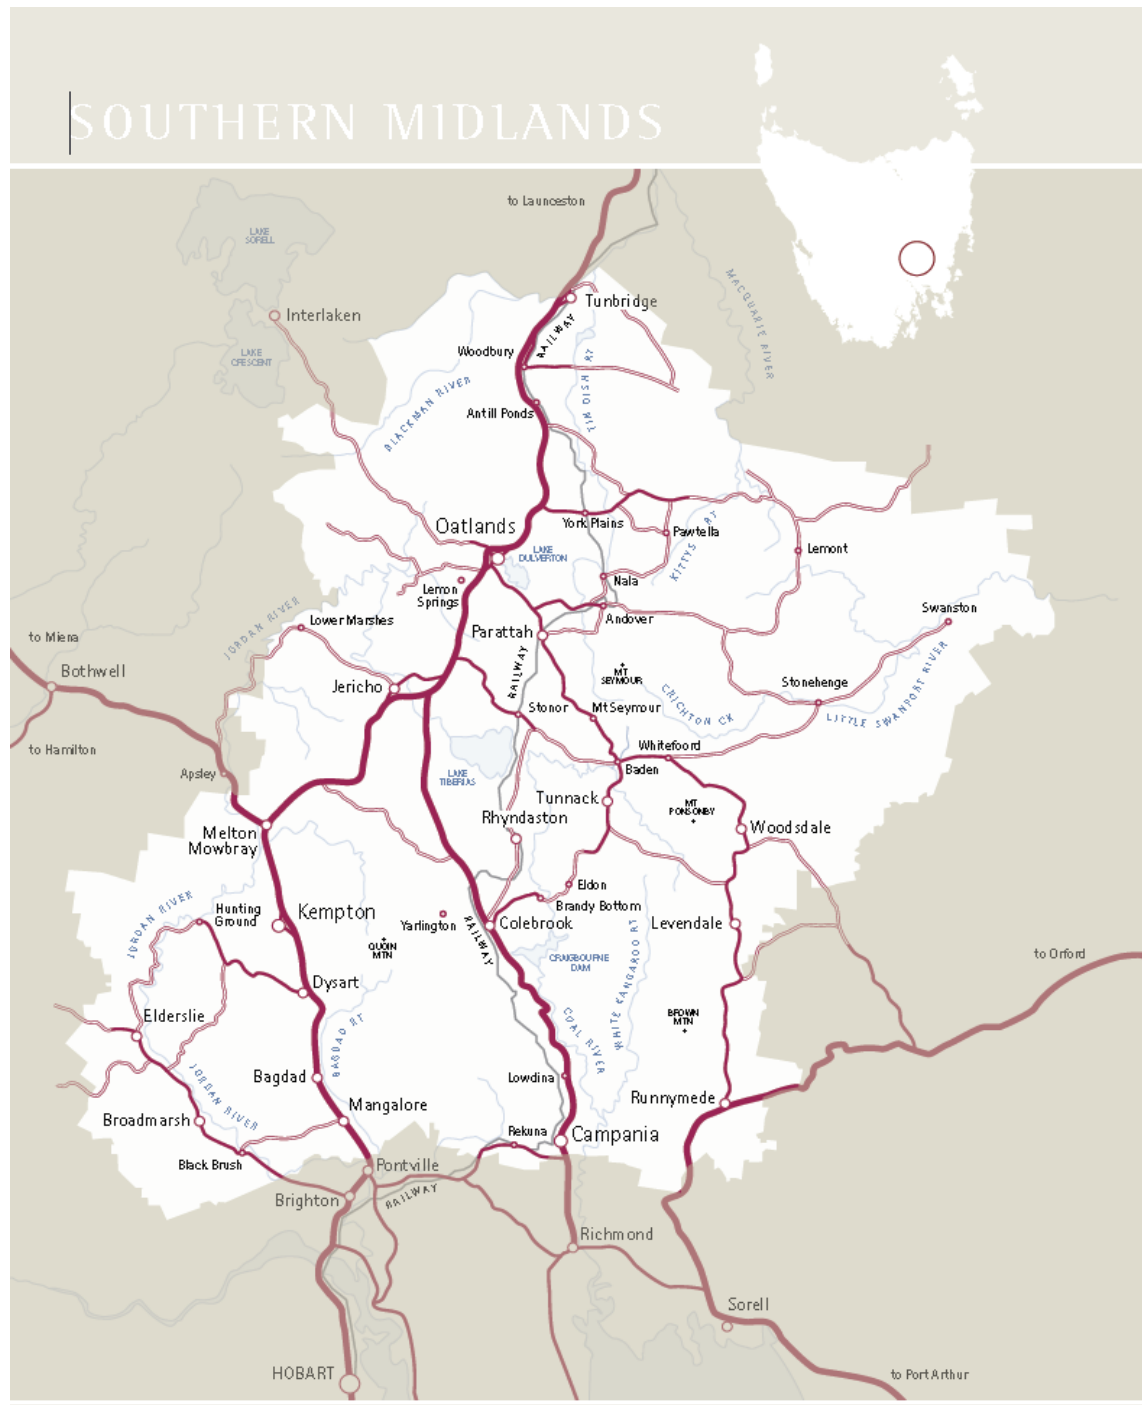 SOUTHERN MIDLANDS
to Launceston
LAKE
SORELL
MACQUARIE RIVER
Interlaken
Tunbridge
RAILWAY
Woodbury
LAKE
CRESCENT
TIN DISH RT
BLACKMAN RIVER
Antill Ponds
Oatlands
York Plains
Pawtella
KITTYS RT
LAKE
DULVERTON
Lemont
Lemon
Springs
Nala
JORDAN RIVER
Lower Marshes
Andover
Swanston
to Miena
Parattah
Bothwell
RAILWAY
MT
SEYMOUR
Jericho
Stonehenge
CRICHTON CK
LITTLE SWANPORT RIVER
Stonor
Mt Seymour
to Hamilton
Whitefoord
Apsley
LAKE
TIBERIAS
Baden
Tunnack
MT
PONSONBY
Rhyndaston
Melton
Mowbray
Woodsdale
Eldon
JORDAN RIVER
Hunting
Ground
Kempton
Brandy Bottom
Yarlington
Colebrook
Levendale
RAILWAY
QUOIN
MTN
CRAIGBOURNE
DAM
WHITE KANGAROO RT
to Orford
Dysart
Elderslie
BAGDAD RT
COAL RIVER
BROWN
MTN
JORDAN RIVER
Bagdad
Lowdina
Runnymede
Mangalore
Broadmarsh
Rekuna
Campania
Black Brush
Pontville
Brighton
RAILWAY
Richmond
Sorell
HOBART
to Port Arthur